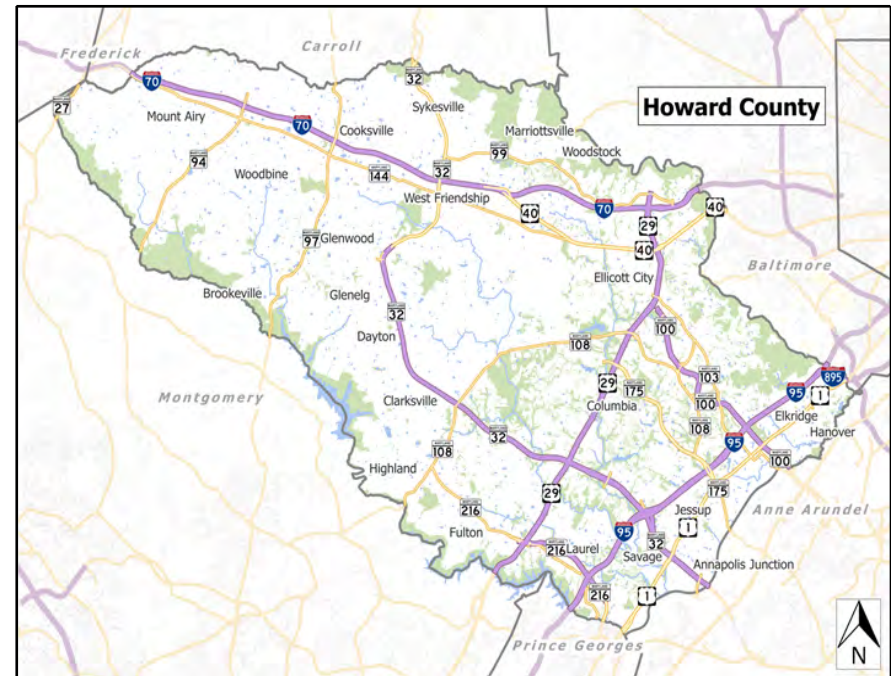 Frederick
Carroll
Howard County
70
32
27
MARYLAND
Sykesville
Mount Airy
70
Cooksville
Marriottsville
94
99
Woodstock
144
32
Woodbine
West Friendship
70
40
40
29
97
Glenwood
40
Ellicott City
Baltimore
Brookeville
Glenelg
32
Dayton
100
108
Montgomery
29
175
103
95
895
1
Clarksville
Columbia
100
Elkridge
108
Hanover
32
95
108
100
Highland
29
175
216
Jessup
Anne Arundel
1
Fulton
95
Laurel
32
216
Savage
Annapolis Junction
216
1
Prince Georges
N